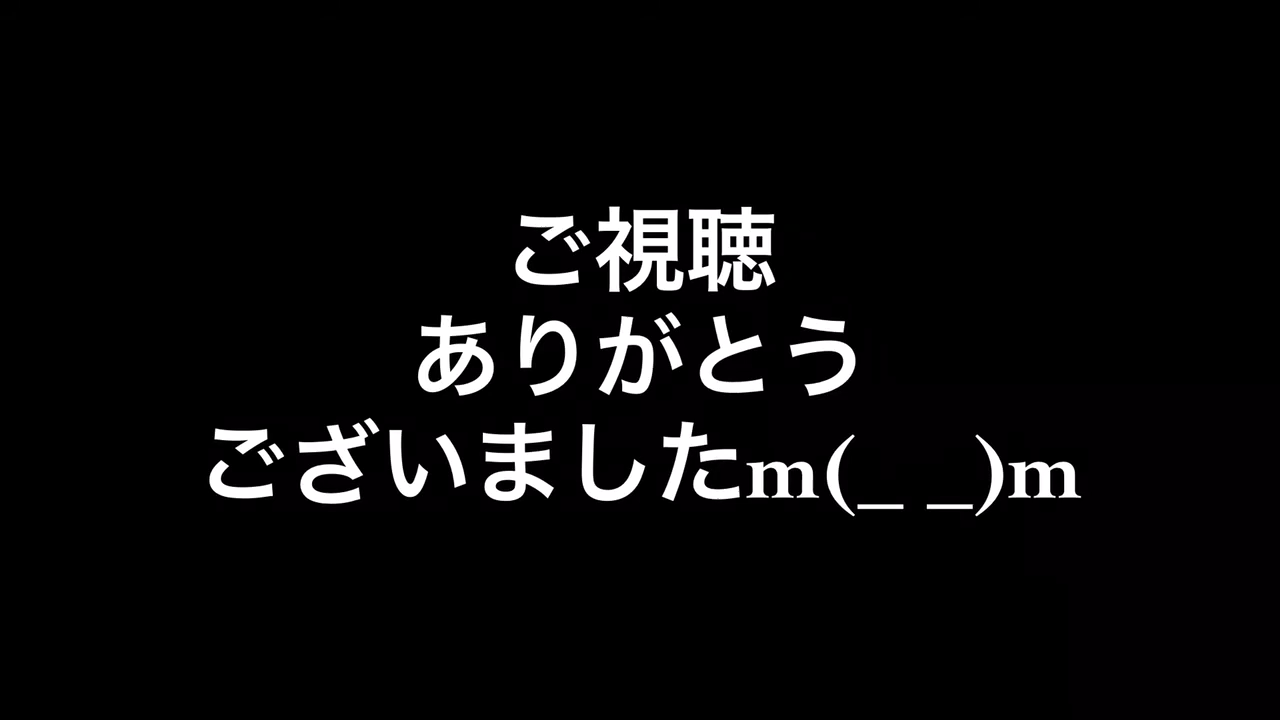 ご視聴
ありがとう
ございましたm(_ _)m